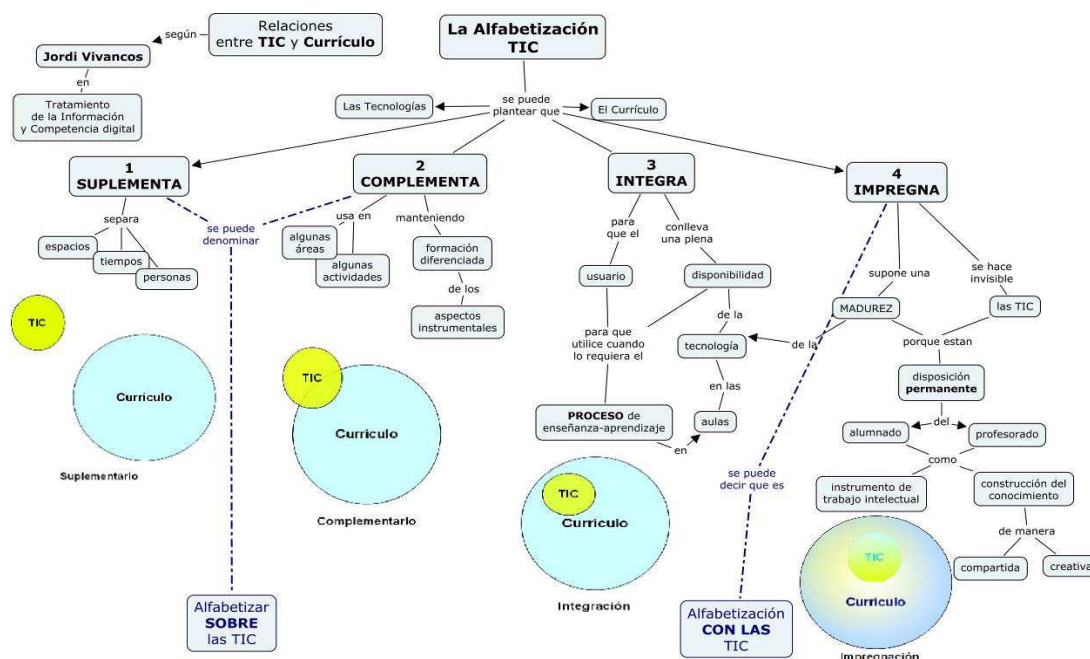 Relaciones
entre TIC y Currículo
según
Jordi Vivancos
en
Tratamiento
de la Información
y Competencia digital
La Alfabetización
TIC
se puede
plantear que
Las Tecnologías
El Currículo
1
SUPLEMENTA
separa
espacios
tiempos
personas
2
COMPLEMENTA
usa en
algunas
áreas
algunas
actividades
manteniendo
formación
diferenciada
de los
aspectos
instrumentales
se puede
denominar
3
INTEGRA
para
que el
usuario
para que
utilice cuando
lo requiera el
PROCESO de
enseñanza-aprendizaje
en
conlleva
una plena
disponibilidad
de la
tecnología
en las
aulas
4
IMPREGNA
supone una
MADUREZ
de la
se hace
invisible
las TIC
porque estan
disposición
permanente
del
alumnado
profesorado
como
instrumento de
trabajo intelectual
construcción del
conocimiento
de manera
compartida
creativa
se puede
decir que es
TIC
Currículo
Suplementario
TIC
Curriculo
Complementario
TIC
Curriculo
Integración
TIC
Curriculo
Impregnación
Alfabetizar
SOBRE
las TIC
Alfabetización
CON LAS
TIC